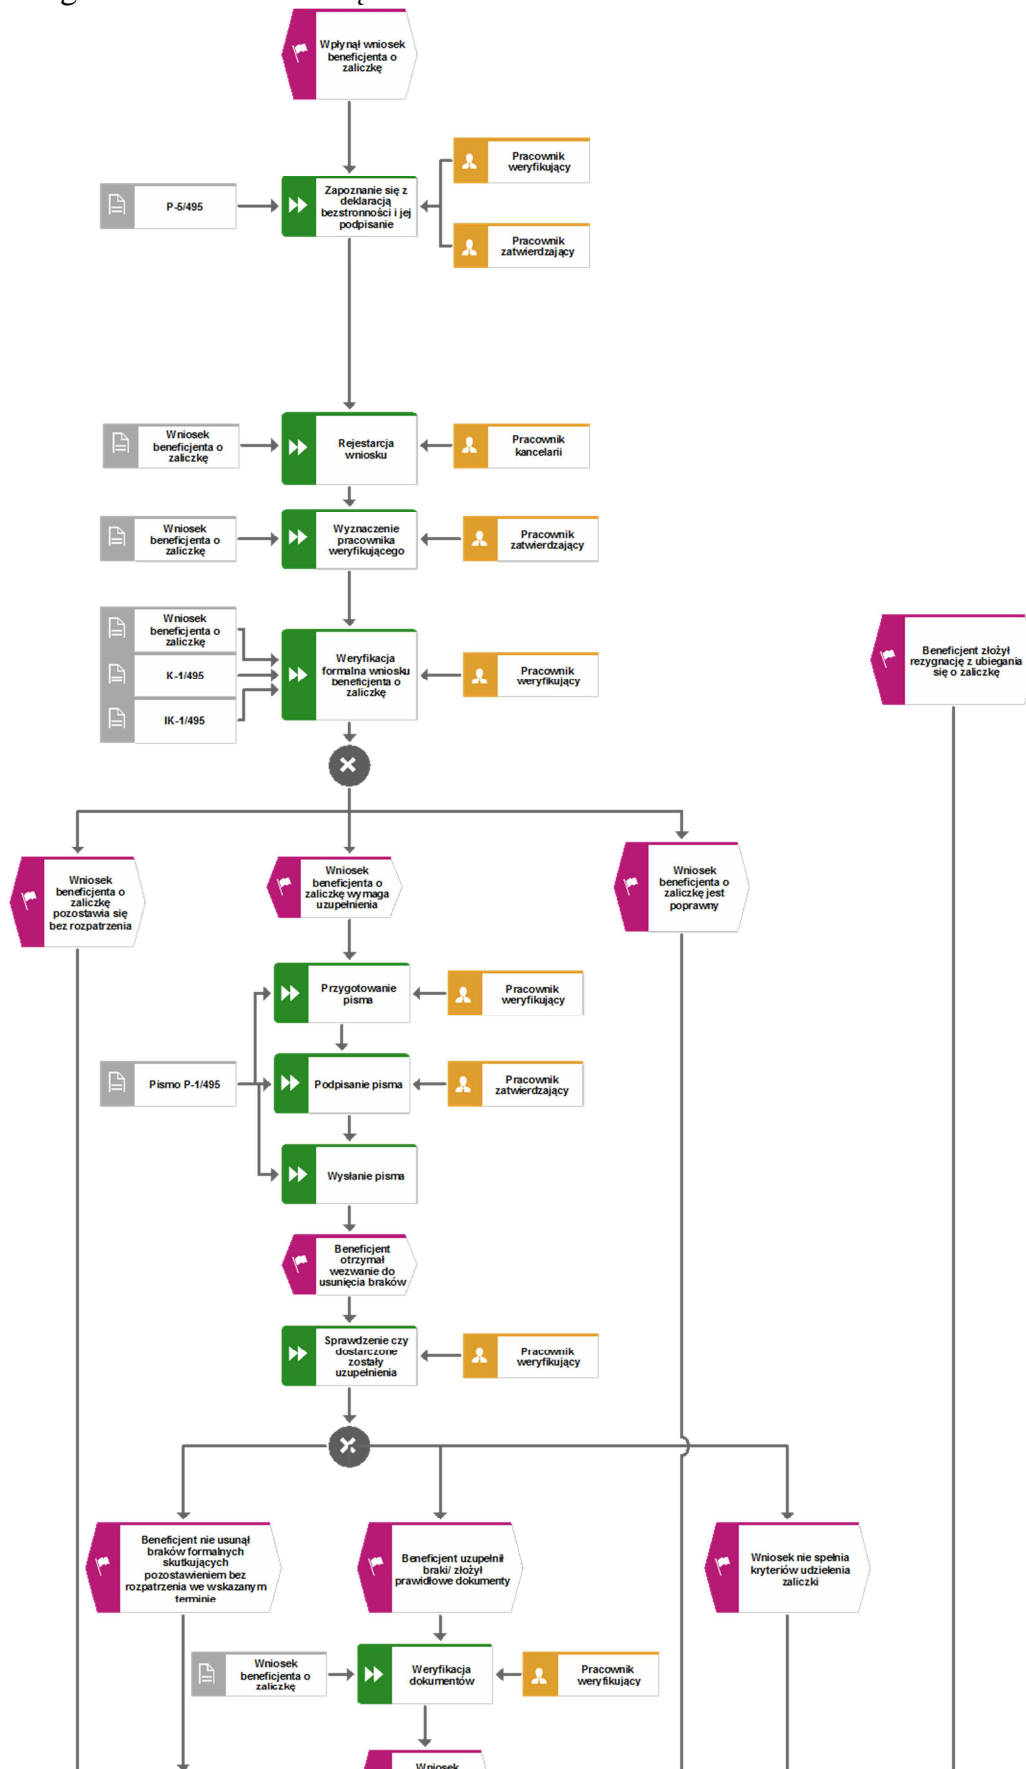 Wpłynął wniosek
beneficjenta o
zaliczkę
Pracownik
weryfikujący
P-5/495
Zapoznanie się z
deklaracją
bezstronności i jej
podpisanie
Pracownik
zatwierdzający
Wniosek
beneficjenta o
zaliczkę
Rejestarcja
wniosku
Pracownik
kancelarii
Wniosek
beneficjenta o
zaliczkę
Wyznaczenie
pracownika
weryfikującego
Pracownik
zatwierdzający
Wniosek
beneficjenta o
zaliczkę
K-1/495
IK-1/495
Weryfikacja
formalna wniosku
beneficjenta o
zaliczkę
Pracownik
weryfikujący
Beneficjent złożył
rezygnację z ubiegania
się o zaliczkę
Wniosek
beneficjenta o
zaliczkę
pozostawia się
bez rozpatrzenia
Wniosek
beneficjenta o
zaliczkę wymaga
uzupełnienia
Wniosek
beneficjenta o
zaliczkę jest
poprawny
Przygotowanie
pisma
Pracownik
weryfikujący
Pismo P-1/495
Podpisanie pisma
Pracownik
zatwierdzający
Wysłanie pisma
Beneficjent
otrzymał
wezwanie do
usunięcia braków
Sprawdzenie czy
dostarczone
zostały
uzupełnienia
Pracownik
weryfikujący
Beneficjent nie usunął
braków formalnych
skutkujących
pozostawieniem bez
rozpatrzenia we wskazanym
terminie
Beneficjent uzupełnił
braki/ złożył
prawidłowe dokumenty
Wniosek nie spełnia
kryteriów udzielenia
zaliczki
Wniosek
beneficjenta o
zaliczkę
Weryfikacja
dokumentów
Pracownik
weryfikujący
Wniosek